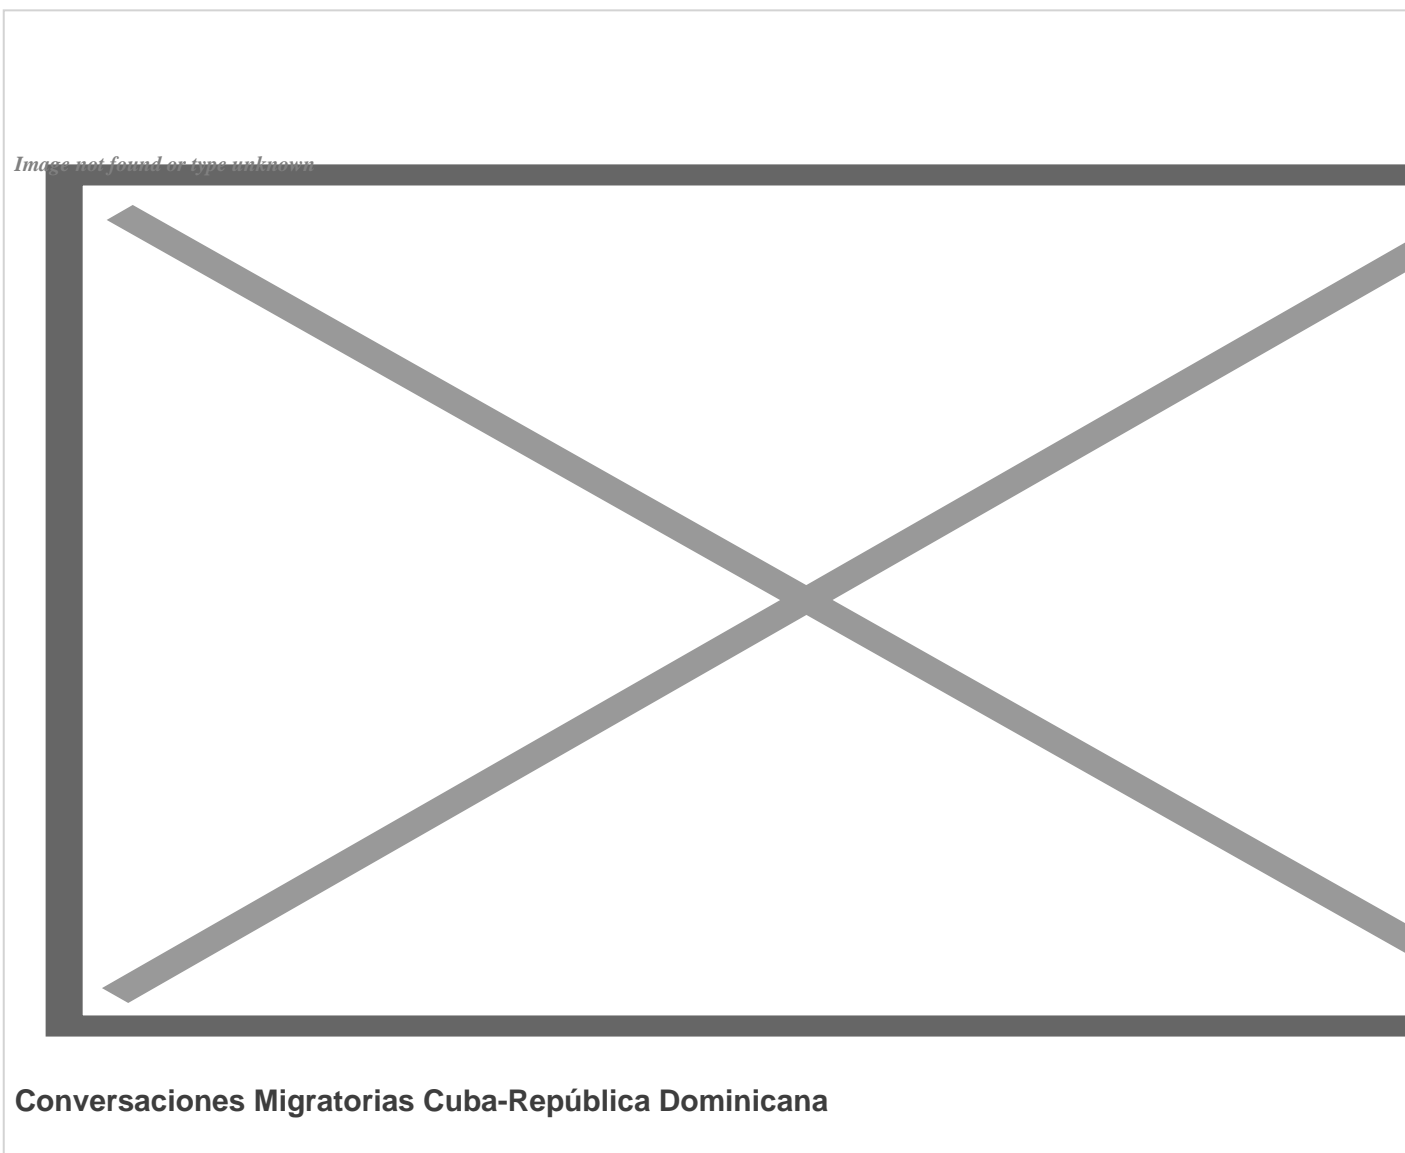 Image not found or type unknown
Conversaciones Migratorias Cuba-República Dominicana